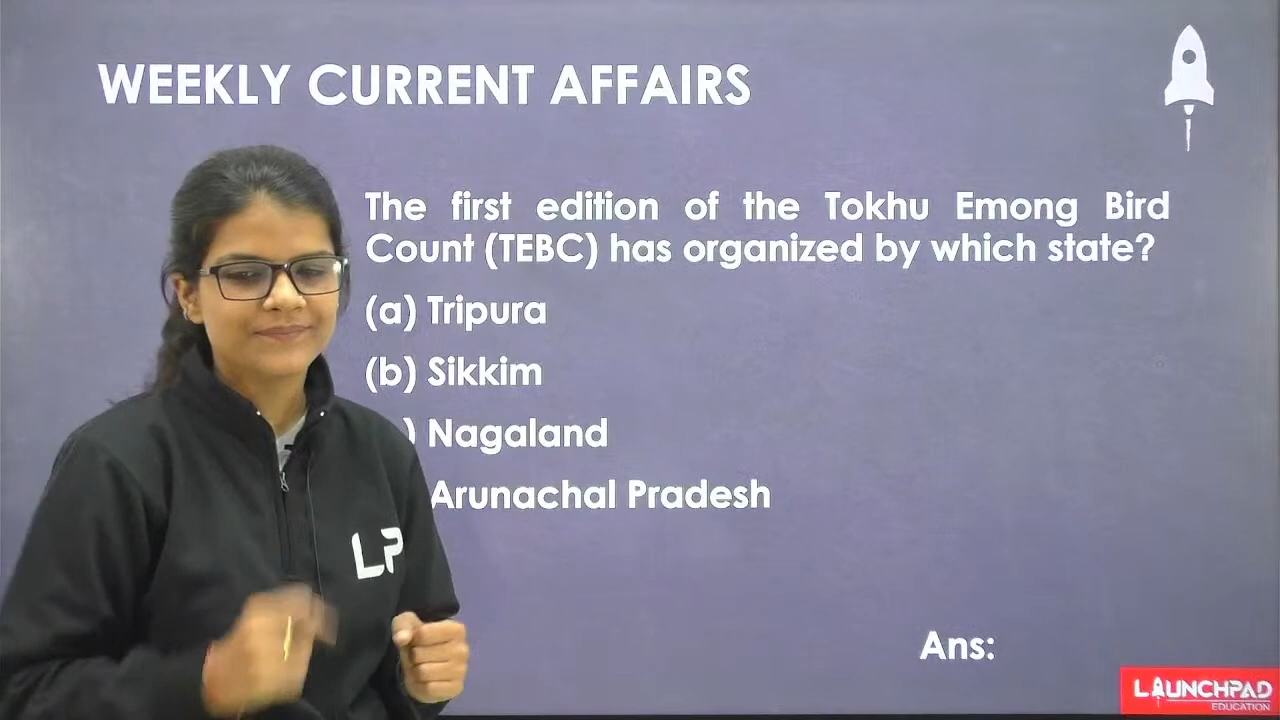 WEEKLY CURRENT AFFAIRS
The first edition of the Tokhu Emong Bird
Count (TEBC) has organized by which state?
(a) Tripura
(b) Sikkim
) Nagaland
Arunachal Pradesh
LP
Ans:
LAUNCHPAD
EDUCATION